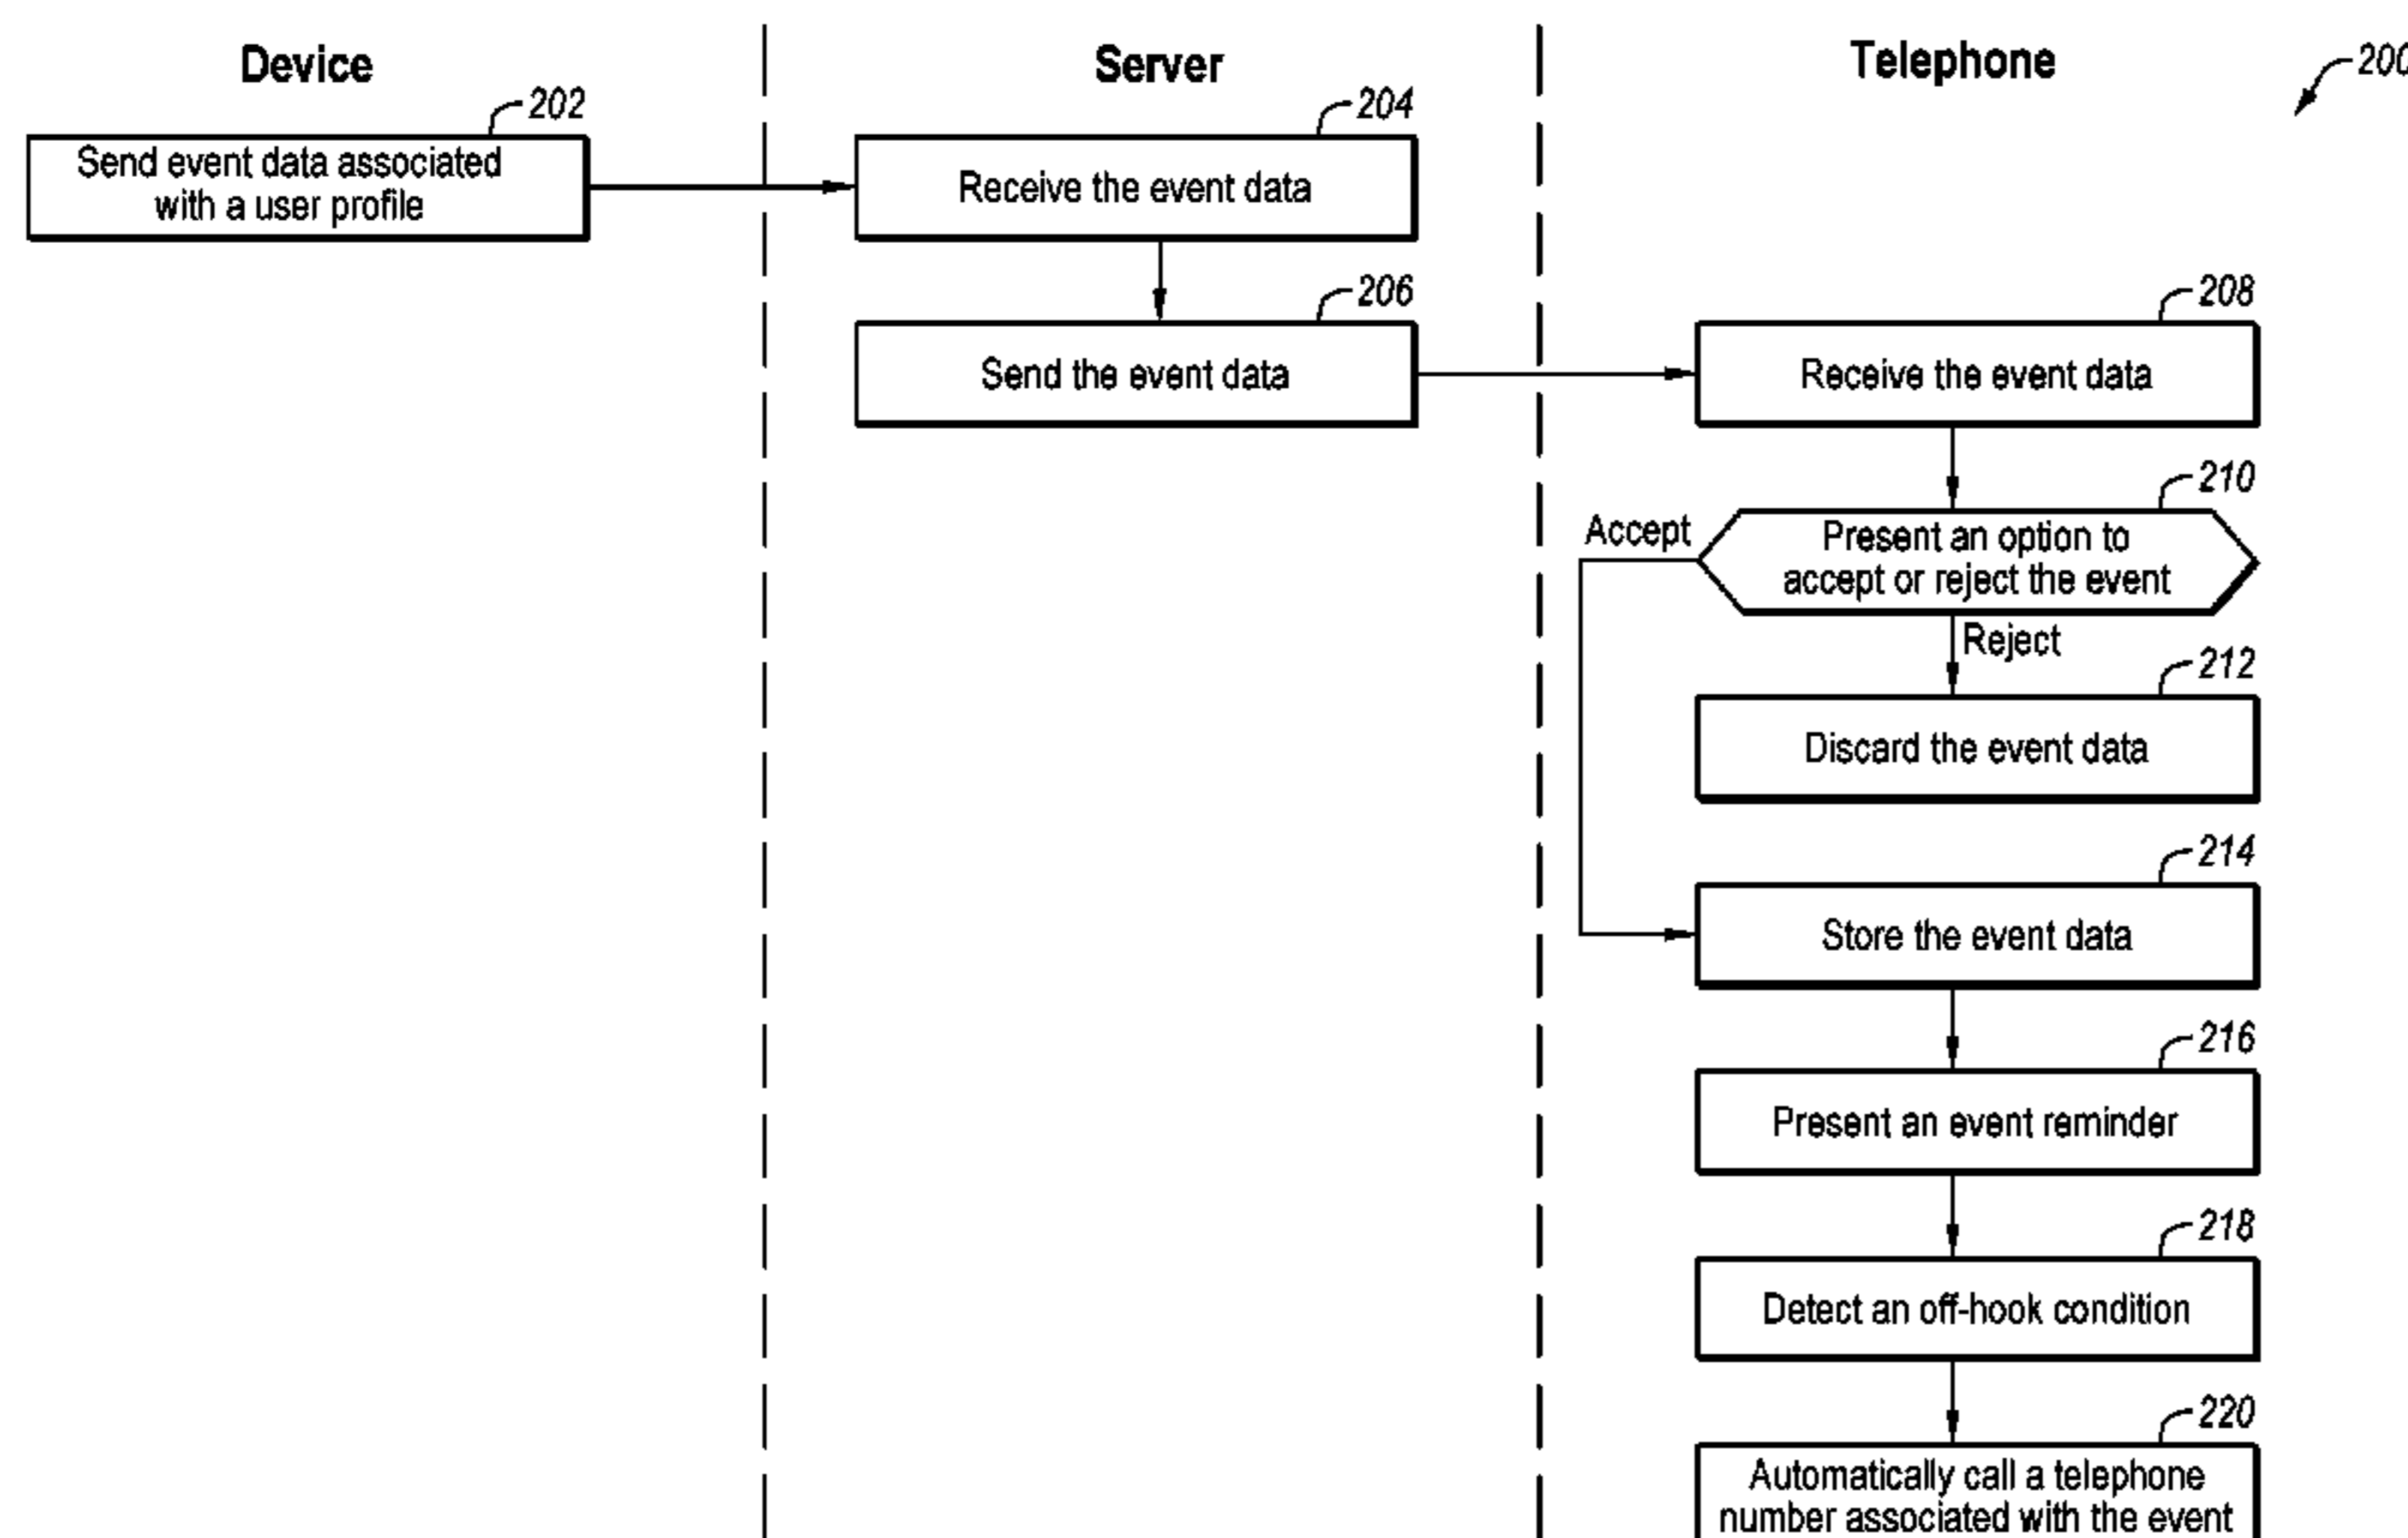 Device
Server
Telephone
200
202
Send event data associated
with a user profile
204
Receive the event data
206
Send the event data
208
Receive the event data
210
Present an option to
accept or reject the event
Accept
Reject
212
Discard the event data
214
Store the event data
216
Present an event reminder
218
Detect an off-hook condition
220
Automatically call a telephone
number associated with the event